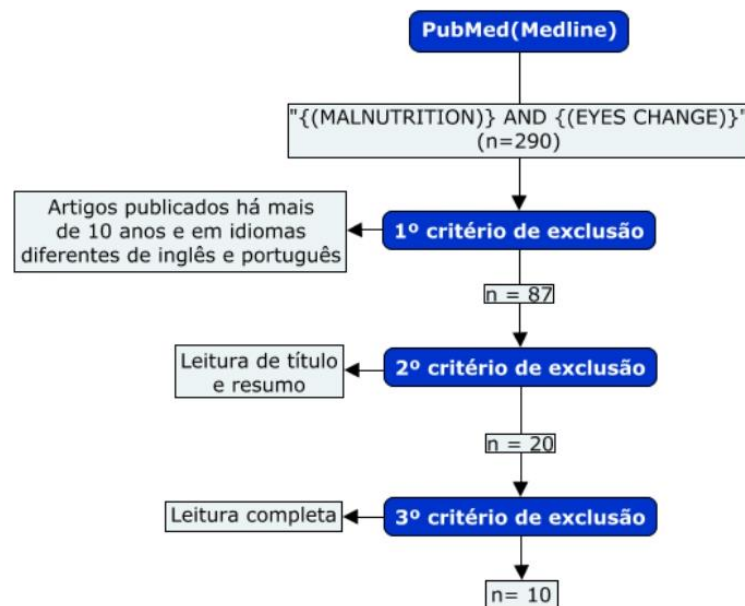 PubMed(Medline)
"{(MALNUTRITION)} AND {(EYES CHANGE)}"
(n=290)
Artigos publicados há mais
de 10 anos e em idiomas
diferentes de inglês e português
1º critério de exclusão
n = 87
Leitura de título
e resumo
2º critério de exclusão
n = 20
Leitura completa
3º critério de exclusão
n= 10